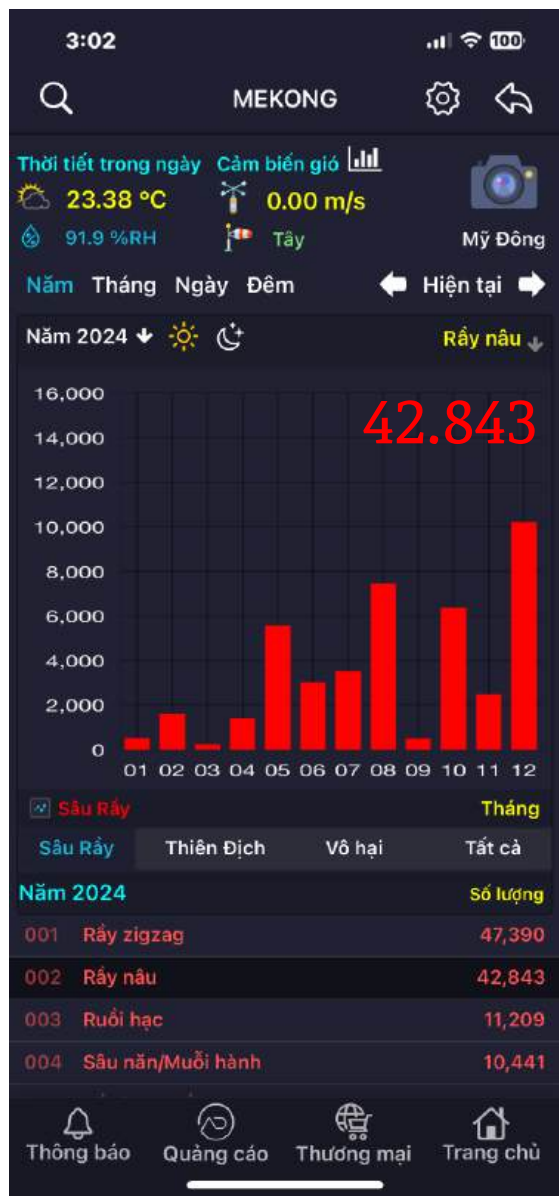 3:02
100
MEKONG
Thời tiết trong ngày Cảm biến gió
23.38 °C 0.00 m/s
91.9 %RH Tây Mỹ Đông
Năm Tháng Ngày Đêm Hiện tại
Năm 2024 Rầy nâu
42.843
16,000
14,000
12,000
10,000
8,000
6,000
4,000
2,000
0
01 02 03 04 05 06 07 08 09 10 11 12
Sâu Rầy Tháng
Sâu Rầy Thiên Địch Vô hại Tất cả
Năm 2024 Số lượng
001 Rầy zigzag 47,390
002 Rầy nâu 42,843
003 Ruồi hạc 11,209
004 Sâu năn/Muỗi hành 10,441
Thông báo Quảng cáo Thương mại Trang chủ